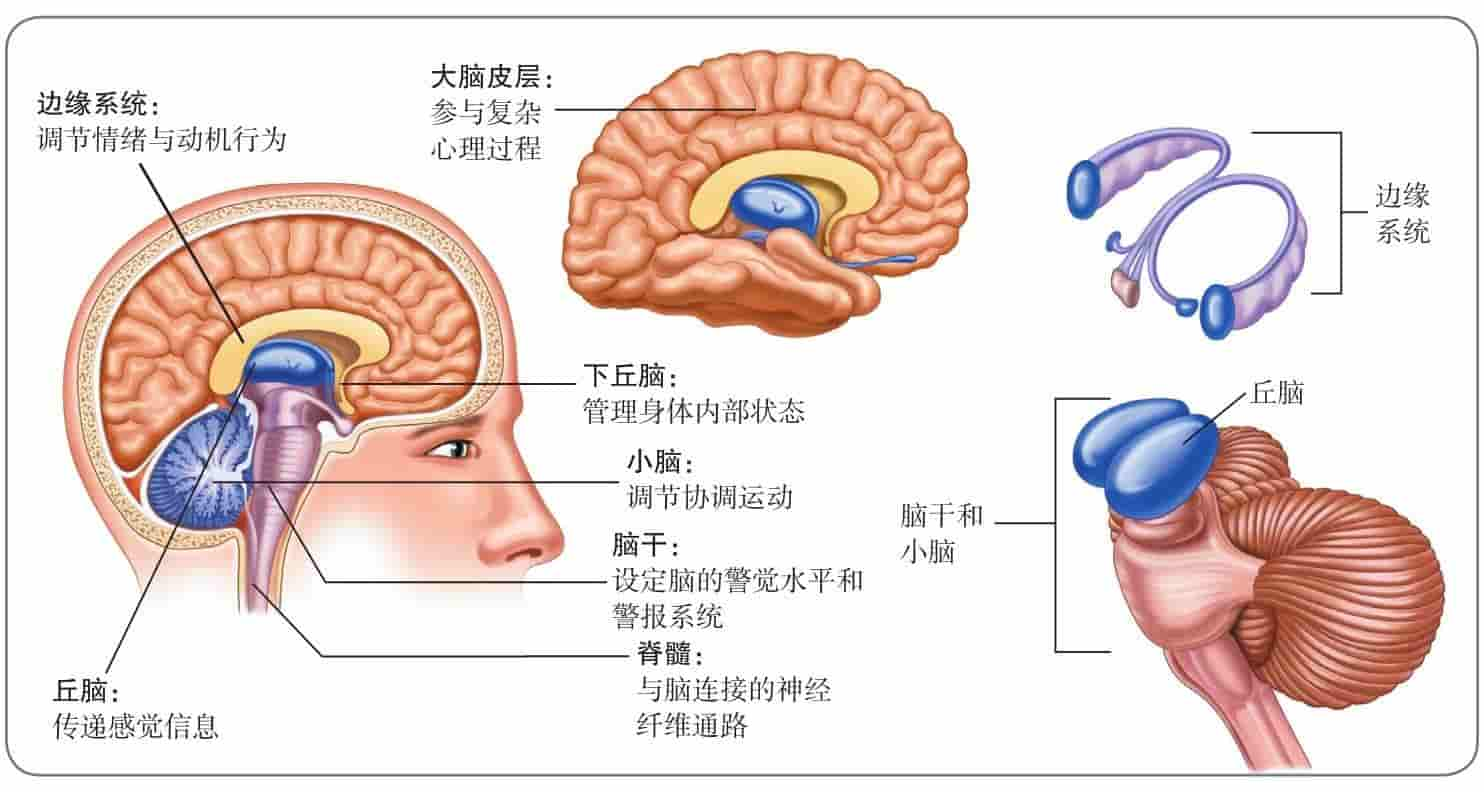 边缘系统：
调节情绪与动机行为
大脑皮层：
参与复杂
心理过程
边缘
系统
下丘脑：
管理身体内部状态
小脑：
调节协调运动
脑干：
设定脑的警觉水平和
警报系统
脊髓：
与脑连接的神经
纤维通路
丘脑：
传递感觉信息
丘脑
脑干和
小脑